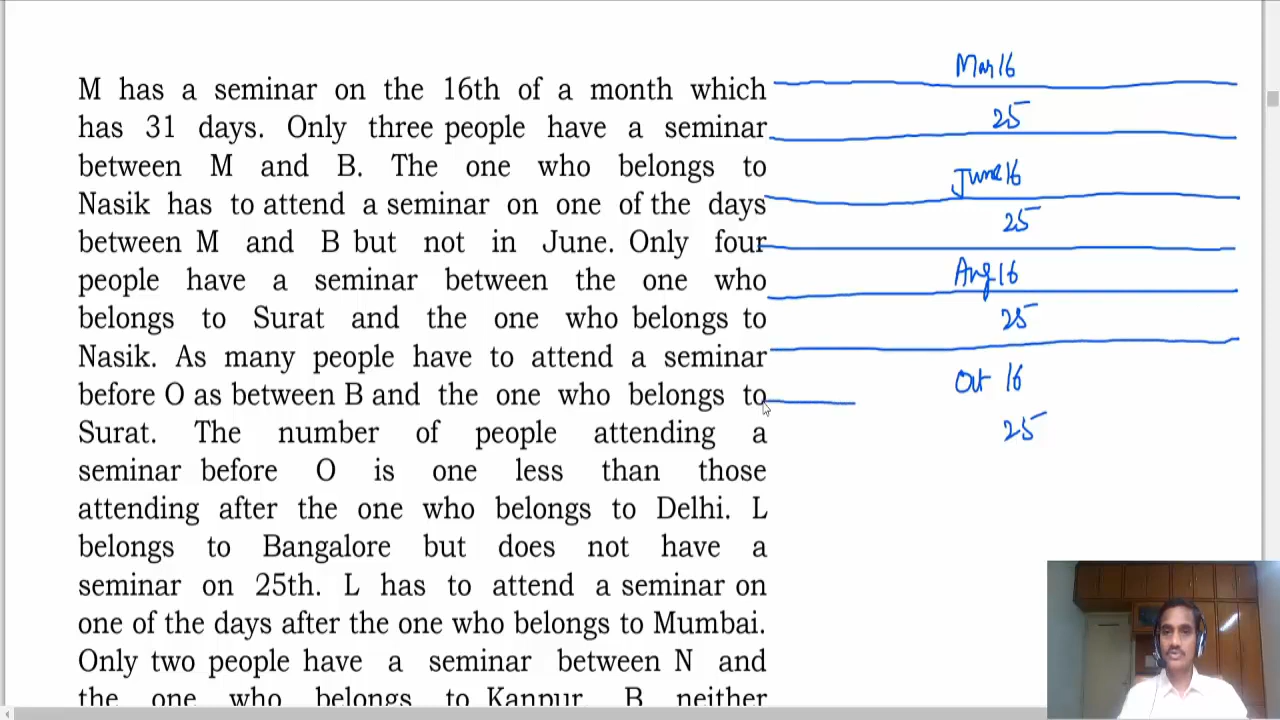 M has a seminar on the 16th of a month which
has 31 days. Only three people have a seminar
between M and B. The one who belongs to
Nasik has to attend a seminar on one of the days
between M and B but not in June. Only four
people have a seminar between the one who
belongs to Surat and the one who belongs to
Nasik. As many people have to attend a seminar
before O as between B and the one who belongs to
Surat. The number of people attending a
seminar before O is one less than those
attending after the one who belongs to Delhi. L
belongs to Bangalore but does not have a
seminar on 25th. L has to attend a seminar on
one of the days after the one who belongs to Mumbai.
Only two people have a seminar between N and
the one who belongs to Kanpur. B neither
Mar 16
25
June 16
25
Aug 16
25
Oct 16
25